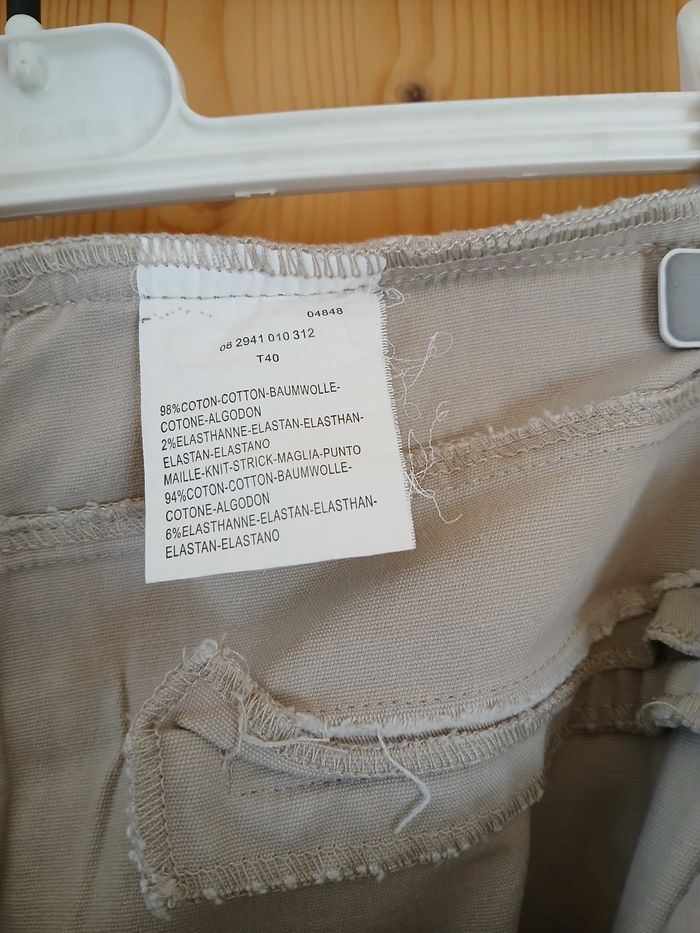 04848
08 2941 010 312
T40
98%COTON-COTTON-BAUMWOLLE-
COTONE-ALGODON
2%ELASTHANNE-ELASTAN-ELASTHAN-
ELASTAN-ELASTANO
MAILLE-KNIT-STRICK-MAGLIA-PUNTO
94%COTON-COTTON-BAUMWOLLE-
COTONE-ALGODON
6%ELASTHANNE-ELASTAN-ELASTHAN-
ELASTAN-ELASTANO